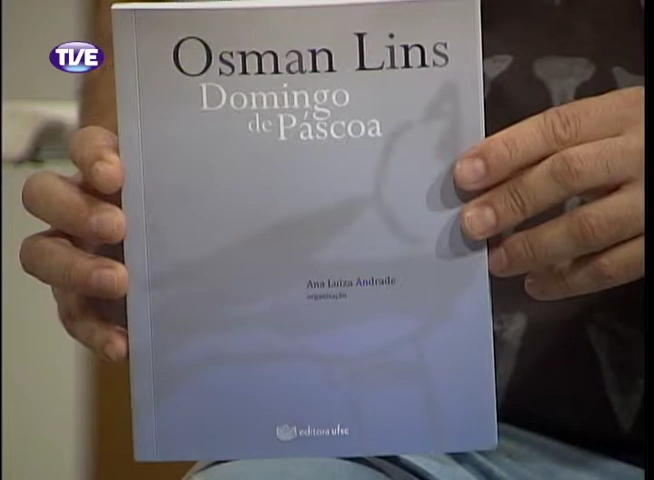 TVE
Osman Lins
Domingo
de Páscoa
Ana Luiza Andrade
organização
editora ufsc